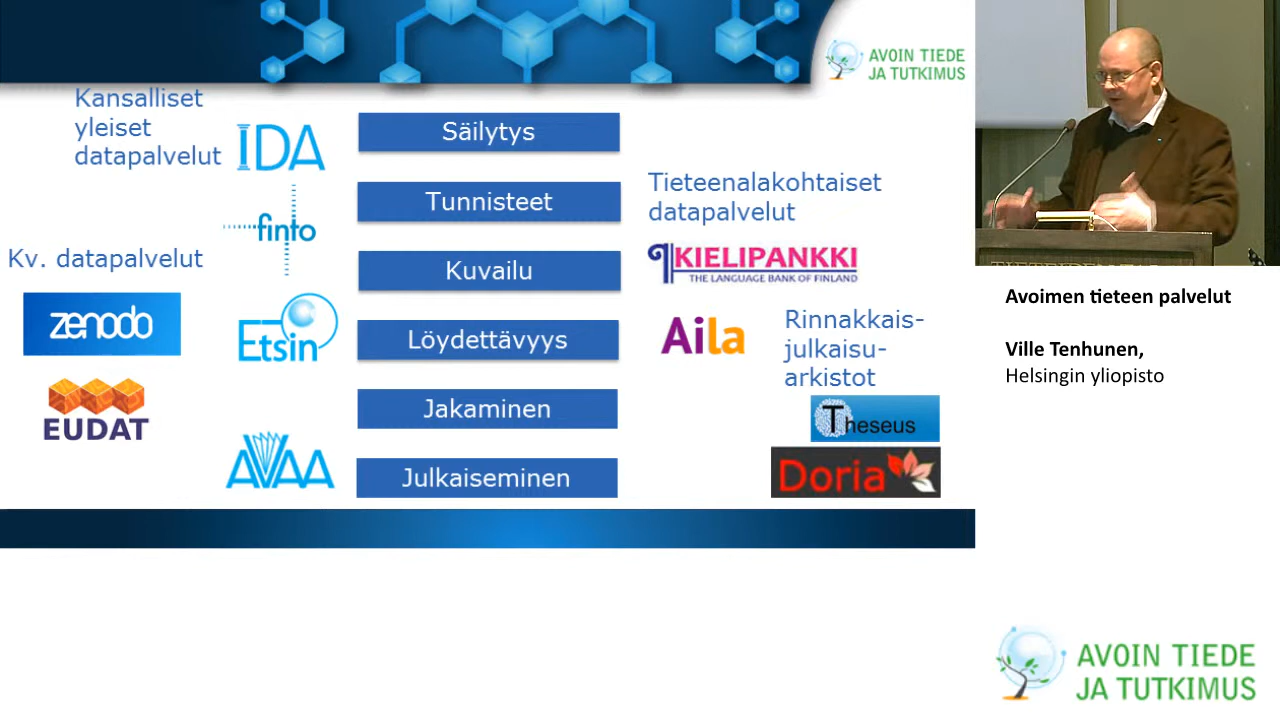 AVOIN TIEDE
JA TUTKIMUS
Kansalliset
yleiset
datapalvelut
IDA
finto
Etsin
AVAA
Kv. datapalvelut
zenodo
EUDAT
Säilytys
Tunnisteet
Kuvailu
Löydettävyys
Jakaminen
Julkaiseminen
Tieteenalakohtaiset
datapalvelut
KIELIPANKKI
THE LANGUAGE BANK OF FINLAND
Aila
Rinnakkais-
julkaisu-
arkistot
Theseus
Doria
Avoimen tieteen palvelut
Ville Tenhunen,
Helsingin yliopisto
AVOIN TIEDE
JA TUTKIMUS